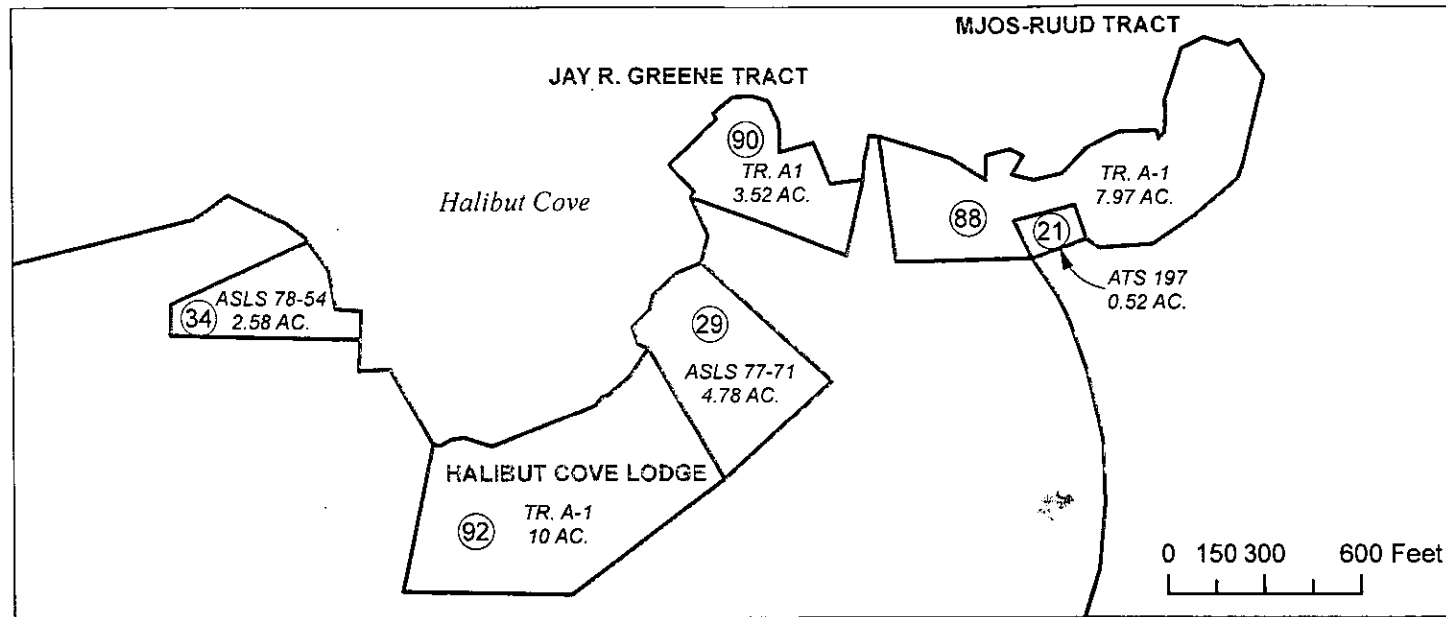 MJOS-RUUD TRACT
JAY R. GREENE TRACT
90
TR. A1
3.52 AC.
TR. A-1
7.97 AC.
Halibut Cove
88
21
ATS 197
0.52 AC.
34
ASLS 78-54
2.58 AC.
29
ASLS 77-71
4.78 AC.
HALIBUT COVE LODGE
92
TR. A-1
10 AC.
0 150 300 600 Feet